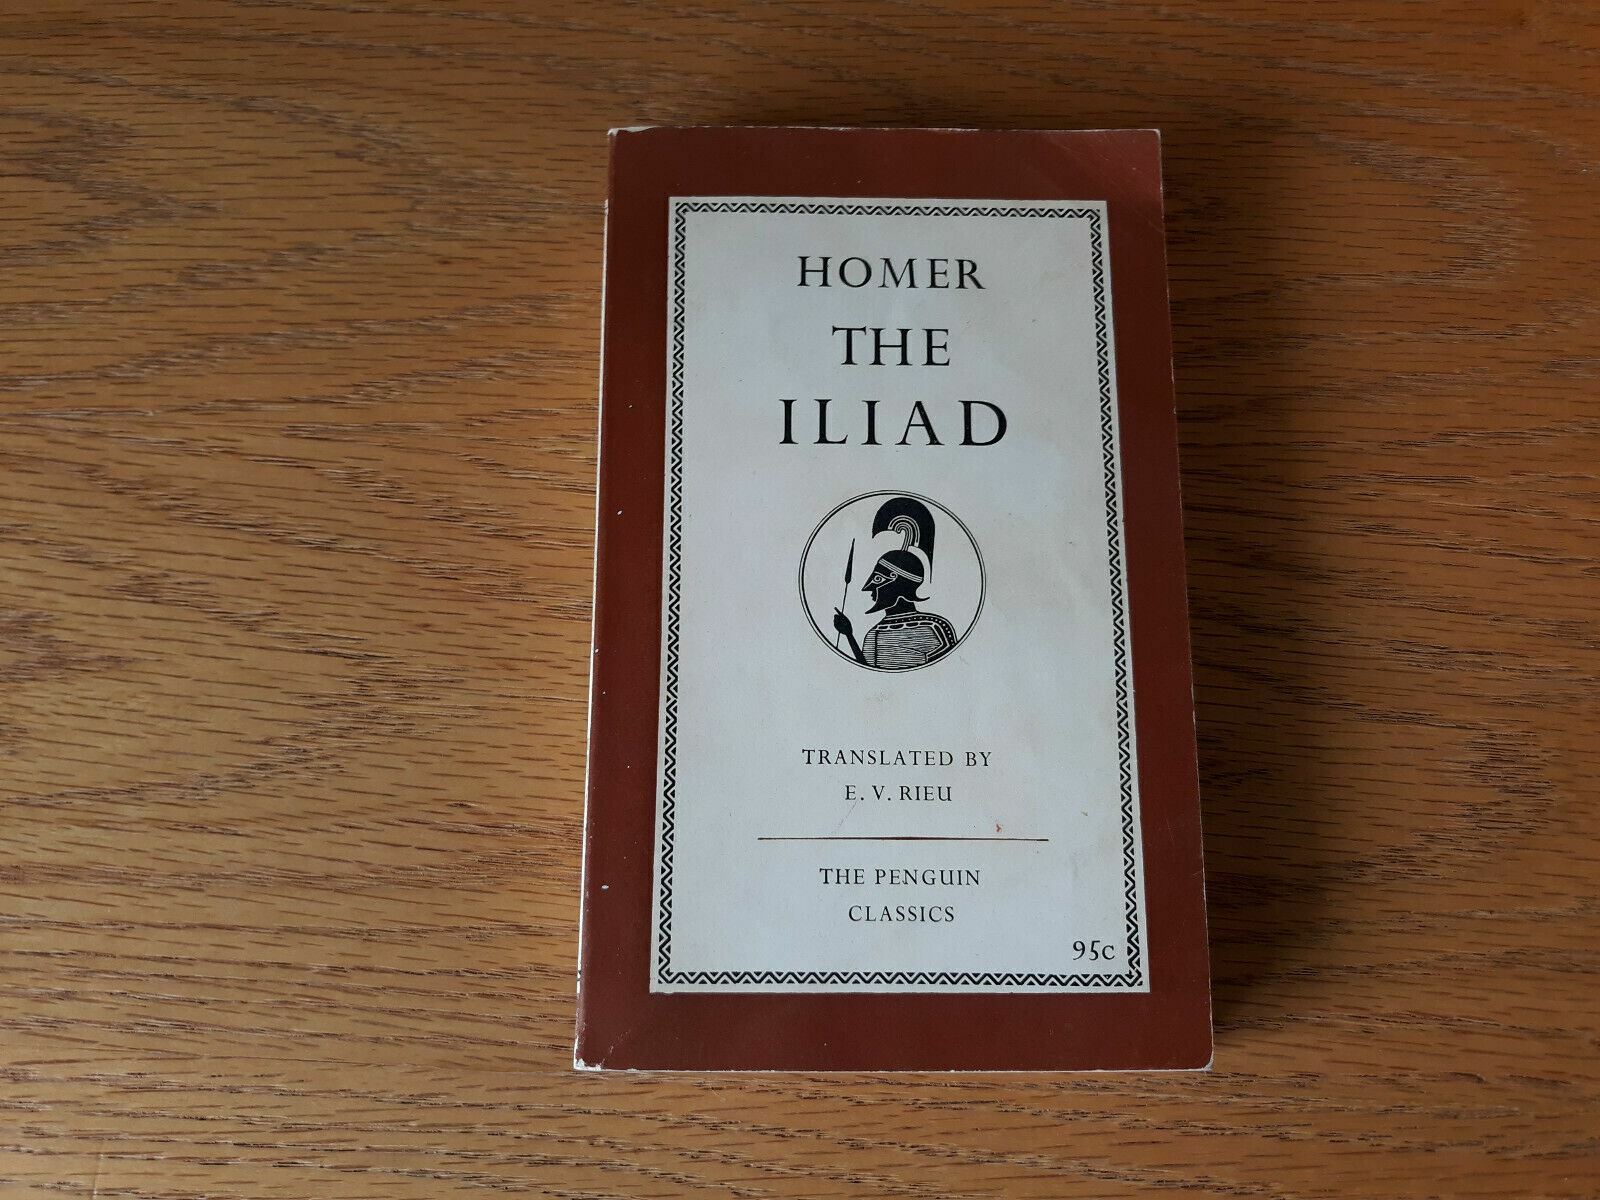 HOMER
THE
ILIAD
TRANSLATED BY
E. V. RIEU
THE PENGUIN
CLASSICS
95c